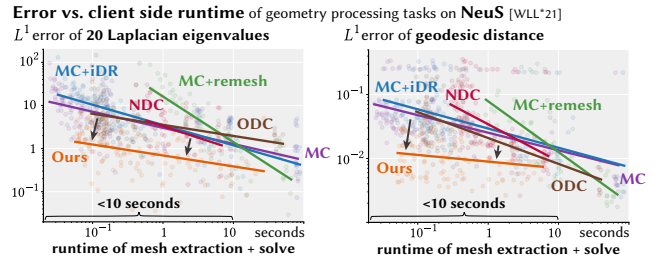 Error vs. client side runtime of geometry processing tasks on NeuS [WLL*21]
L¹ error of 20 Laplacian eigenvalues
10²
MC+iDR
MC+remesh
10
NDC
ODC
1
MC
Ours
10⁻¹
<10 seconds
10⁻¹
1
10
seconds
runtime of mesh extraction + solve
L¹ error of geodesic distance
MC+iDR
NDC
10⁻¹
MC+remesh
10⁻²
MC
Ours
ODC
<10 seconds
10⁻¹
1
10
seconds
runtime of mesh extraction + solve